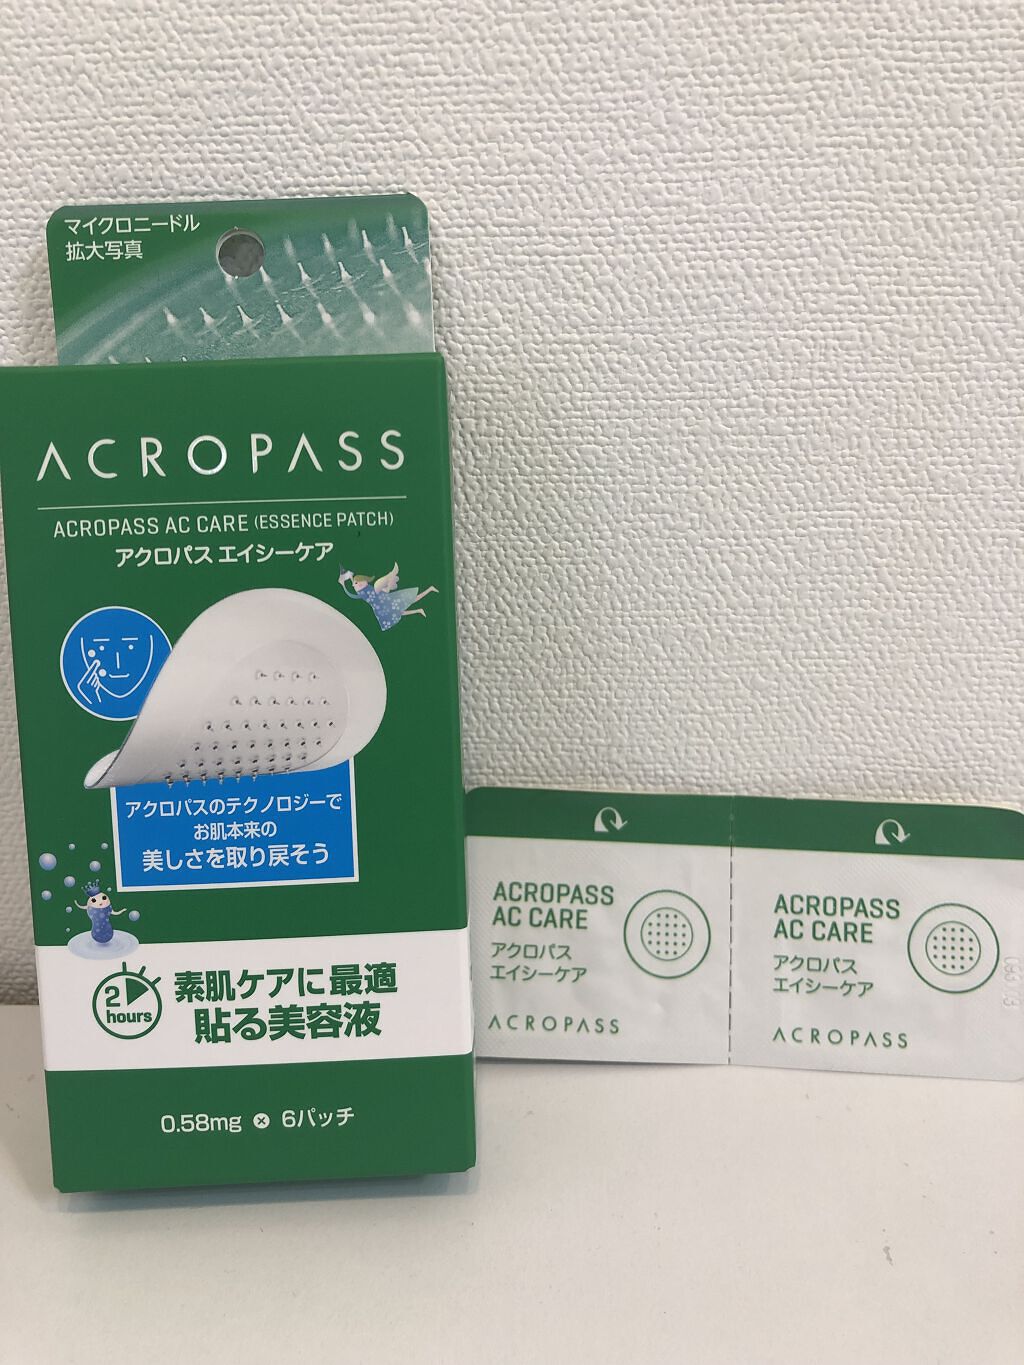 マイクロニードル
拡大写真
ACROPASS
ACROPASS AC CARE (ESSENCE PATCH)
アクロパス エイシーケア
アクロパスのテクノロジーで
お肌本来の
美しさを取り戻そう
2
hours
素肌ケアに最適
貼る美容液
0.58mg × 6パッチ
ACROPASS
AC CARE
アクロパス
エイシーケア
ACROPASS
ACROPASS
AC CARE
アクロパス
エイシーケア
ACROPASS